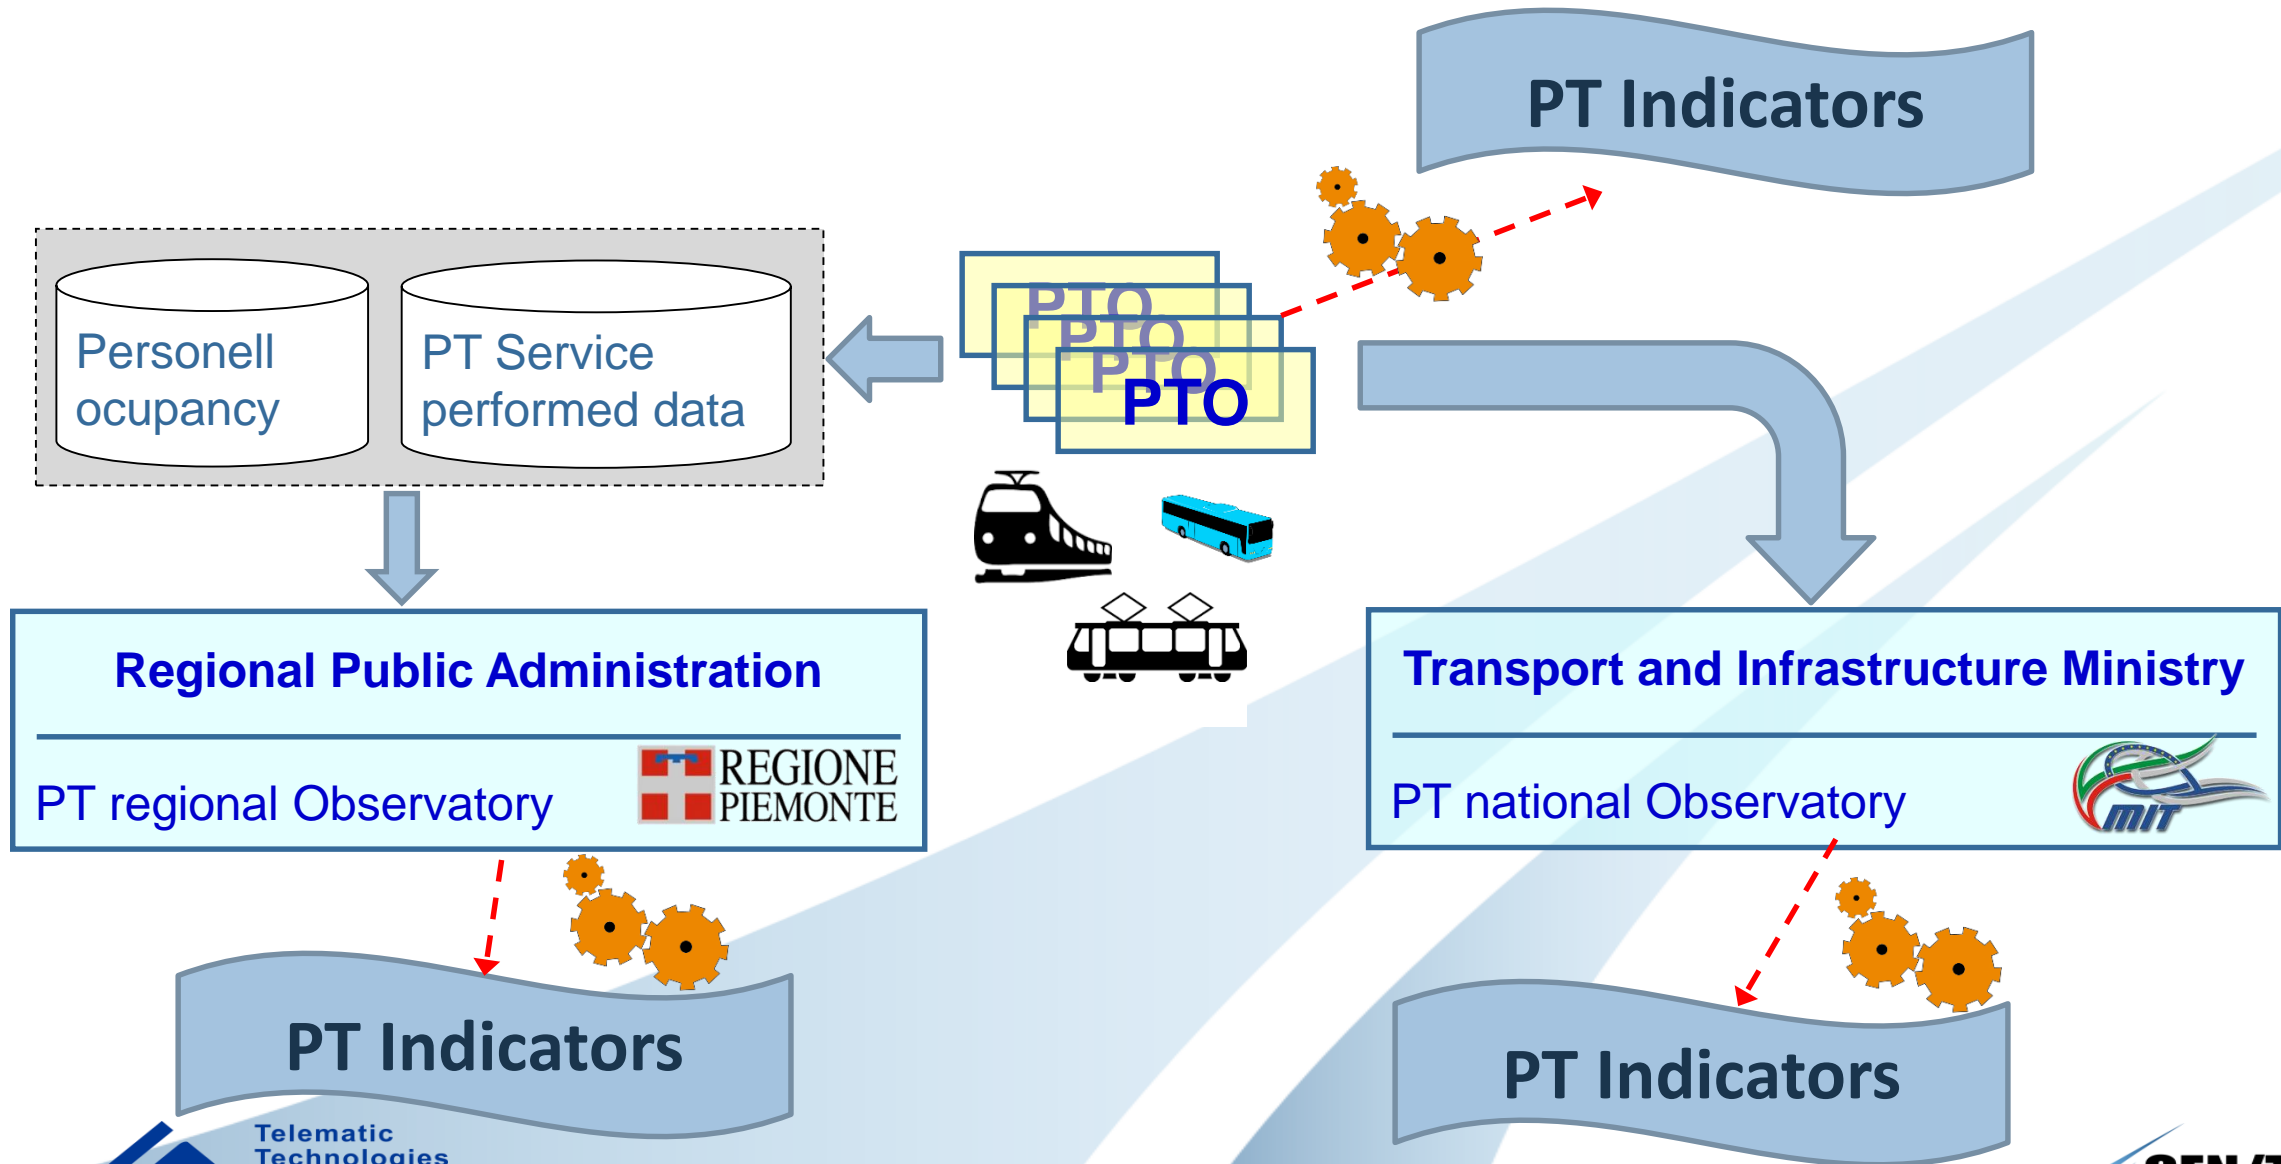 PT Indicators
Personell
ocupancy
PT Service
performed data
PTO
PTO
PTO
PTO
Regional Public Administration
PT regional Observatory
REGIONE
PIEMONTE
Transport and Infrastructure Ministry
PT national Observatory
MIT
PT Indicators
PT Indicators
Telematic
Technologies